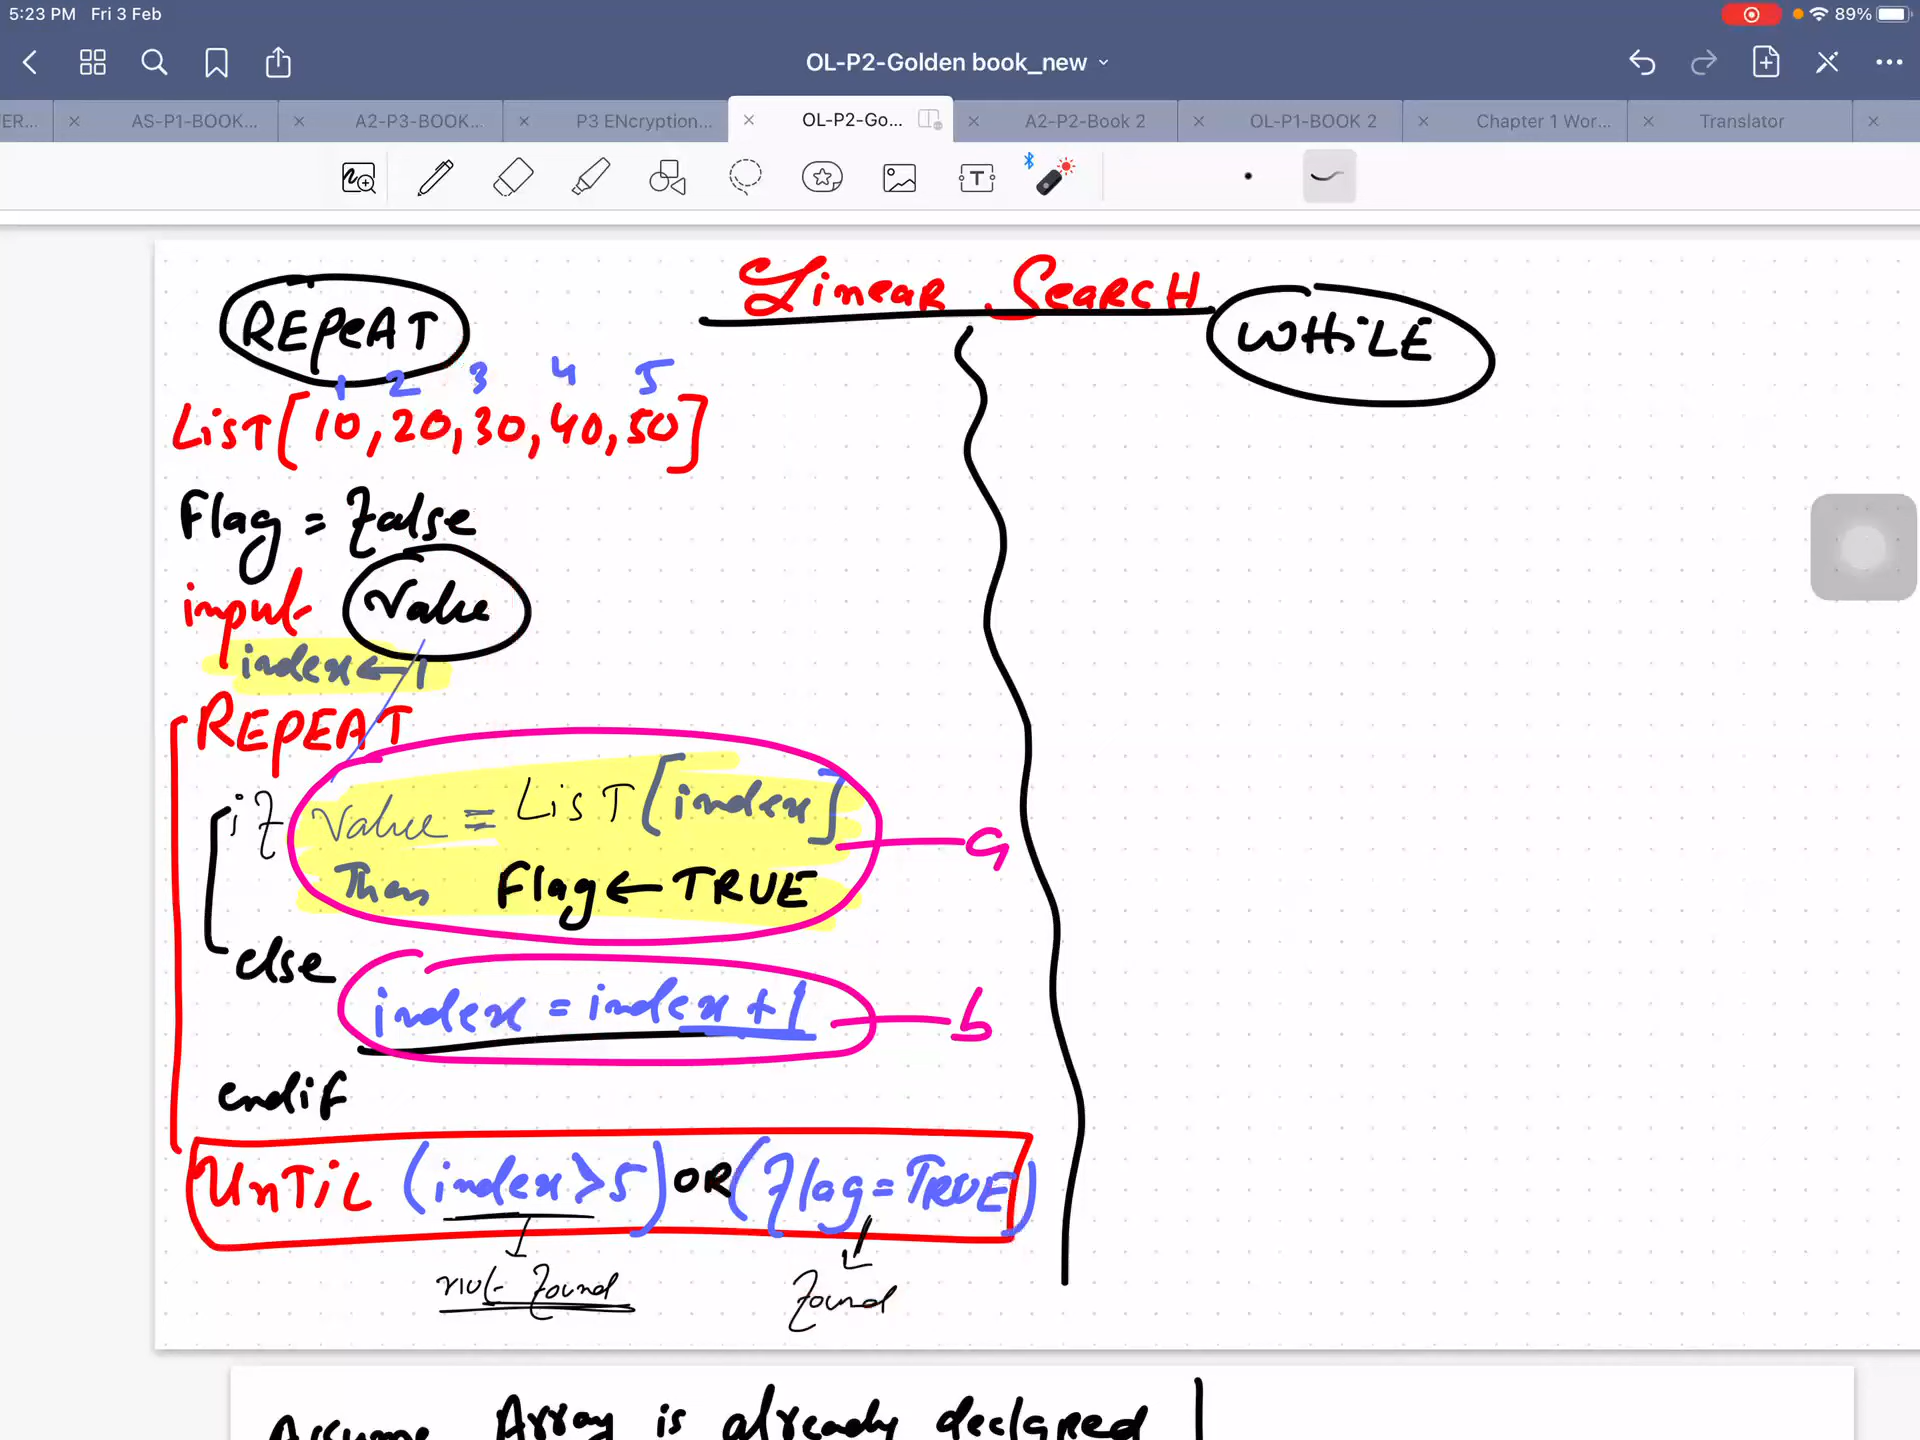 5:23 PM Fri 3 Feb
89%
OL-P2-Golden book_new
ER...
AS-P1-BOOK...
A2-P3-BOOK...
P3 ENcryption...
OL-P2-Go...
A2-P2-Book 2
OL-P1-BOOK 2
Chapter 1 Wor...
Translator
Linear Search
REPEAT
WHILE
1 2 3 4 5
LIST[10,20,30,40,50]
Flag = False
input Value
index ← 1
REPEAT
if Value = LIST[index]
Then Flag ← TRUE
a
else
index = index + 1
b
endif
UNTIL (index > 5) OR (Flag = TRUE)
not found
found
Assume Array is already declared